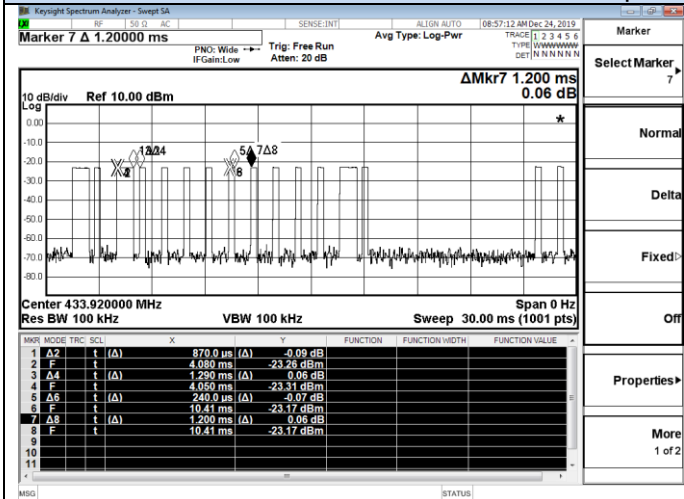 Keysight Spectrum Analyzer - Swept SA
RF 50 Ω AC SENSE:INT ALIGN AUTO 08:57:12 AM Dec 24, 2019
Marker 7 Δ 1.20000 ms
PNO: Wide Trig: Free Run
IFGain:Low Atten: 20 dB
Avg Type: Log-Pwr
TRACE 1 2 3 4 5 6
TYPE WWWWWW
DET N N N N N N
ΔMkr7 1.200 ms
0.06 dB
10 dB/div Ref 10.00 dBm
Log
0.00
-10.0
-20.0
-30.0
-40.0
-50.0
-60.0
-70.0
-80.0
7Δ8
8
*
Center 433.920000 MHz Span 0 Hz
Res BW 100 kHz VBW 100 kHz Sweep 30.00 ms (1001 pts)
MKR MODE TRC SCL X Y FUNCTION FUNCTION WIDTH FUNCTION VALUE
1 Δ2 t (Δ) 870.0 µs (Δ) -0.09 dB
2 F t 4.080 ms -23.26 dBm
3 Δ4 t (Δ) 1.290 ms (Δ) 0.06 dB
4 F t 4.050 ms -23.31 dBm
5 Δ6 t (Δ) 240.0 µs (Δ) -0.07 dB
6 F t 10.41 ms -23.17 dBm
7 Δ8 t (Δ) 1.200 ms (Δ) 0.06 dB
8 F t 10.41 ms -23.17 dBm
9
10
11
MSG STATUS
Marker
Select Marker
7
Normal
Delta
Fixed
Off
Properties
More
1 of 2